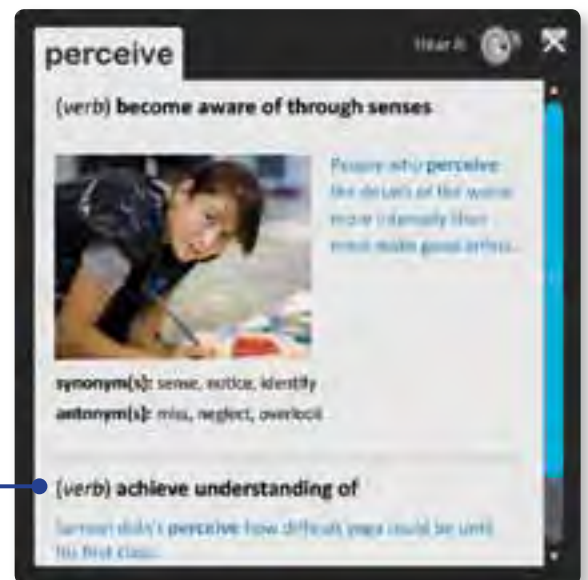 perceive
Hear it
(verb) become aware of through senses
People who perceive
the details of the world
more intensely than
most make good artists.
synonym(s): sense, notice, identify
antonym(s): miss, neglect, overlook
(verb) achieve understanding of
didn't perceive how difficult yoga could be until
his first class.